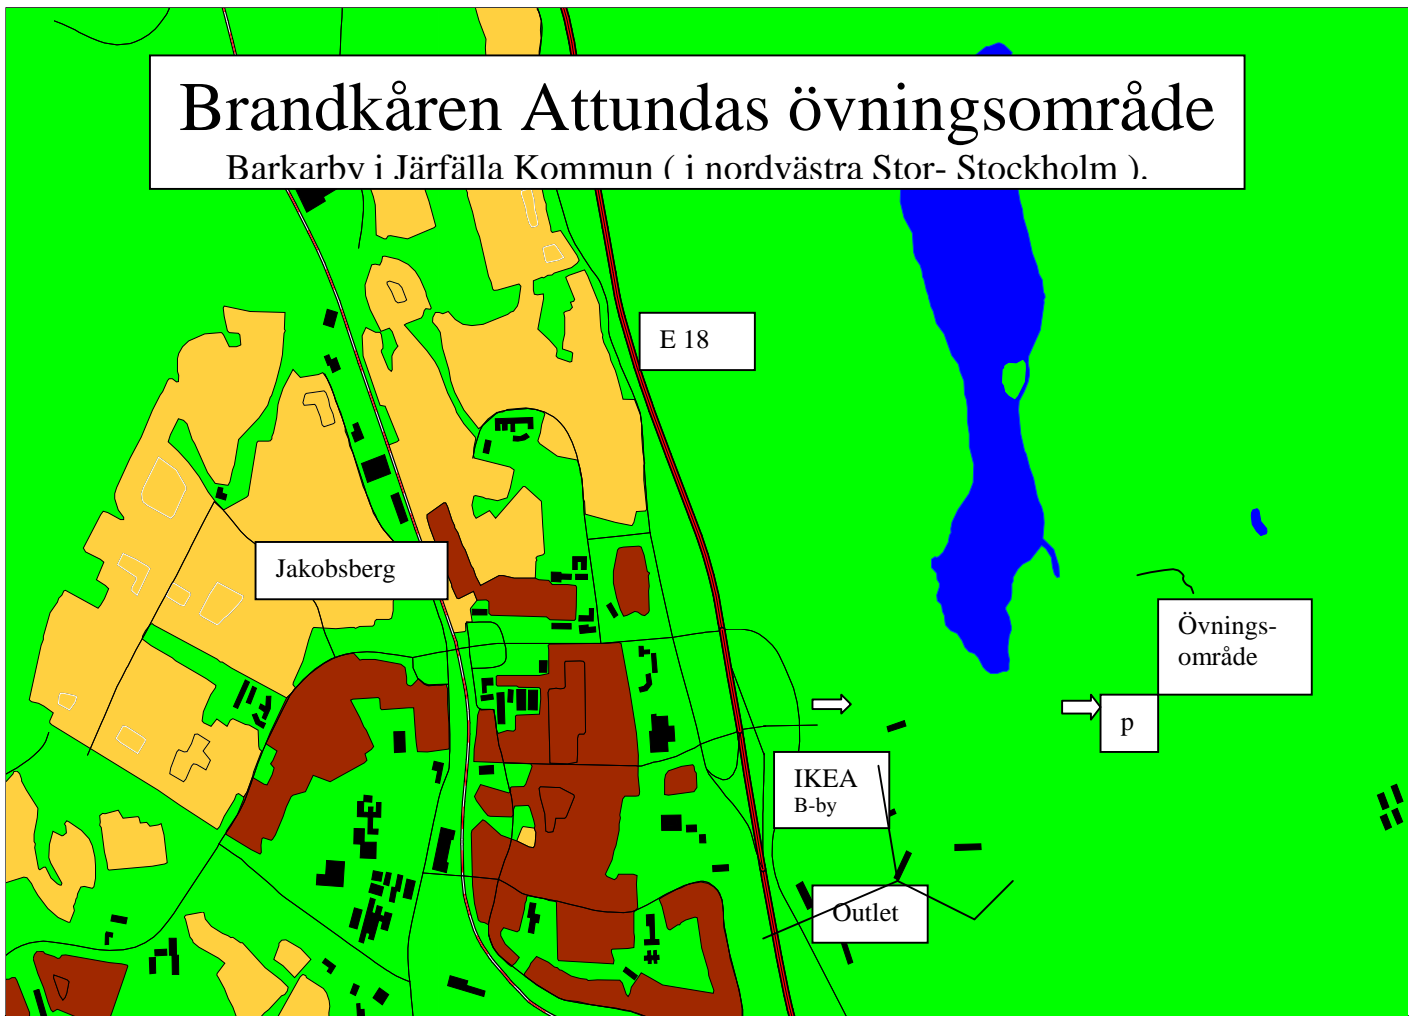 Brandkåren Attundas övningsområde
Barkarby i Järfälla Kommun ( i nordvästra Stor- Stockholm ).
E 18
Jakobsberg
Övnings-
område
p
IKEA
B-by
Outlet